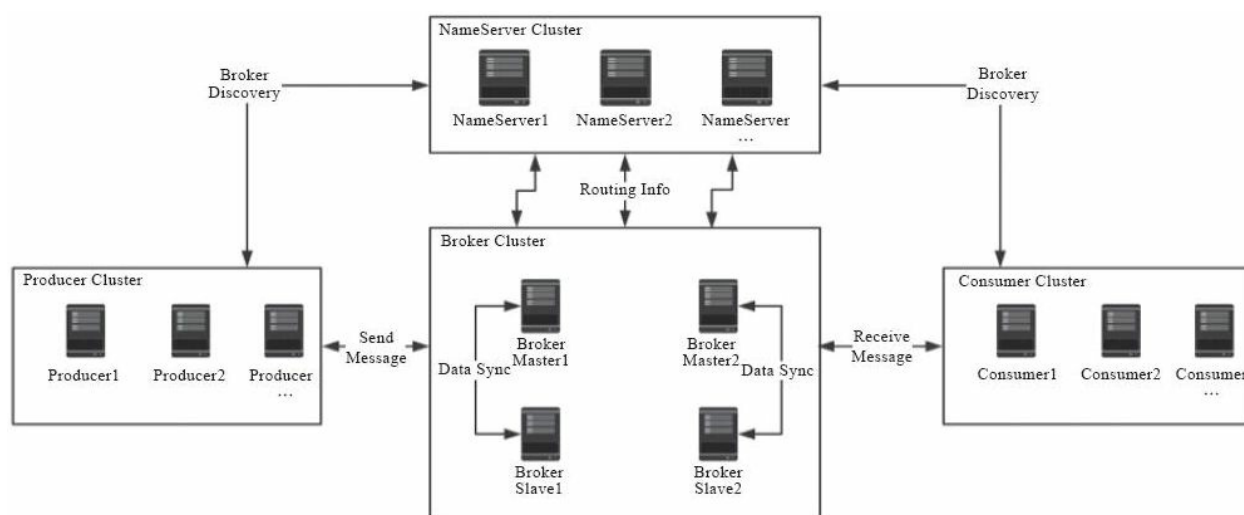 NameServer Cluster
NameServer1
NameServer2
NameServer
...
Broker
Discovery
Broker
Discovery
Routing Info
Producer Cluster
Producer1
Producer2
Producer
...
Send
Message
Broker Cluster
Broker
Master1
Broker
Master2
Data Sync
Data Sync
Broker
Slave1
Broker
Slave2
Receive
Message
Consumer Cluster
Consumer1
Consumer2
Consumer
...